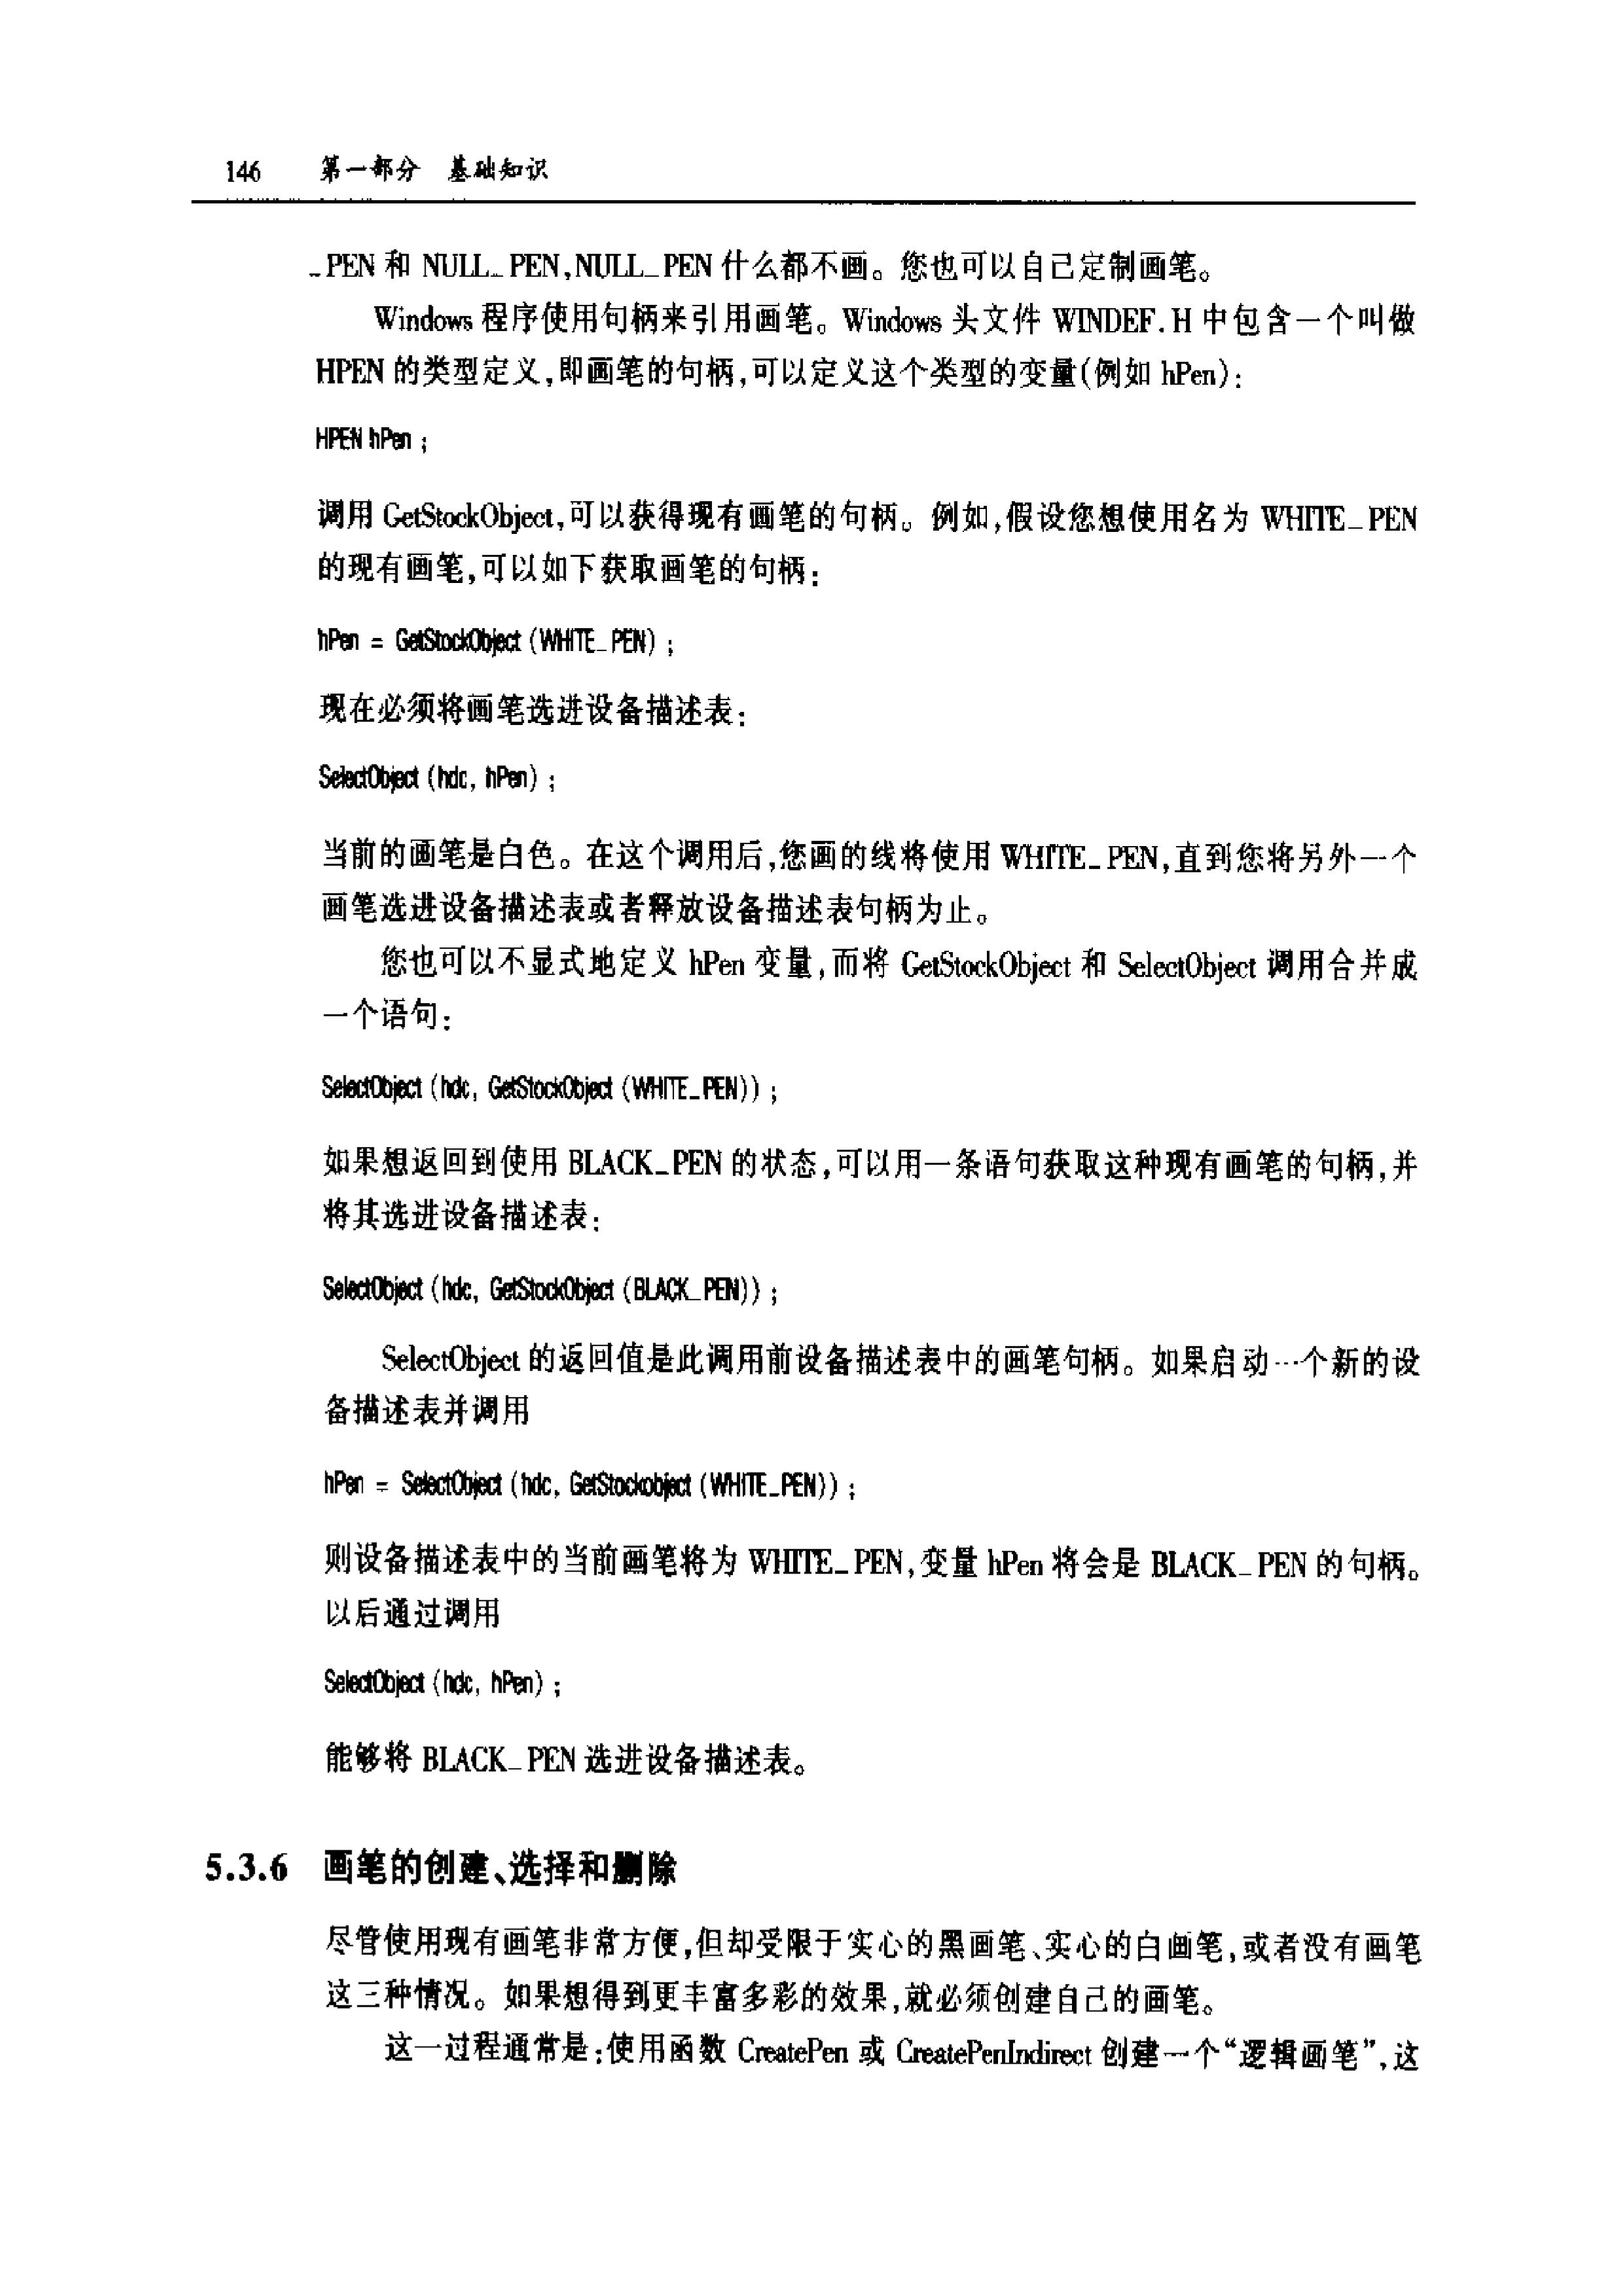 146 第一部分 基础知识
_PEN 和 NULL_PEN,NULL_PEN 什么都不画。您也可以自己定制画笔。
Windows 程序使用句柄来引用画笔。Windows 头文件 WINDEF.H 中包含一个叫做
HPEN 的类型定义,即画笔的句柄,可以定义这个类型的变量(例如 hPen):
HPEN hPen ;
调用 GetStockObject,可以获得现有画笔的句柄。例如,假设您想使用名为 WHITE_PEN
的现有画笔,可以如下获取画笔的句柄:
hPen = GetStockObject (WHITE_PEN) ;
现在必须将画笔选进设备描述表:
SelectObject (hdc, hPen) ;
当前的画笔是白色。在这个调用后,您画的线将使用 WHITE_PEN,直到您将另外一个
画笔选进设备描述表或者释放设备描述表句柄为止。
您也可以不显式地定义 hPen 变量,而将 GetStockObject 和 SelectObject 调用合并成
一个语句:
SelectObject (hdc, GetStockObject (WHITE_PEN)) ;
如果想返回到使用 BLACK_PEN 的状态,可以用一条语句获取这种现有画笔的句柄,并
将其选进设备描述表:
SelectObject (hdc, GetStockObject (BLACK_PEN)) ;
SelectObject 的返回值是此调用前设备描述表中的画笔句柄。如果启动一个新的设
备描述表并调用
hPen = SelectObject (hdc, GetStockobject (WHITE_PEN)) ;
则设备描述表中的当前画笔将为 WHITE_PEN,变量 hPen 将会是 BLACK_PEN 的句柄。
以后通过调用
SelectObject (hdc, hPen) ;
能够将 BLACK_PEN 选进设备描述表。
5.3.6 画笔的创建、选择和删除
尽管使用现有画笔非常方便,但却受限于实心的黑画笔、实心的白画笔,或者没有画笔
这三种情况。如果想得到更丰富多彩的效果,就必须创建自己的画笔。
这一过程通常是:使用函数 CreatePen 或 CreatePenIndirect 创建一个“逻辑画笔”,这